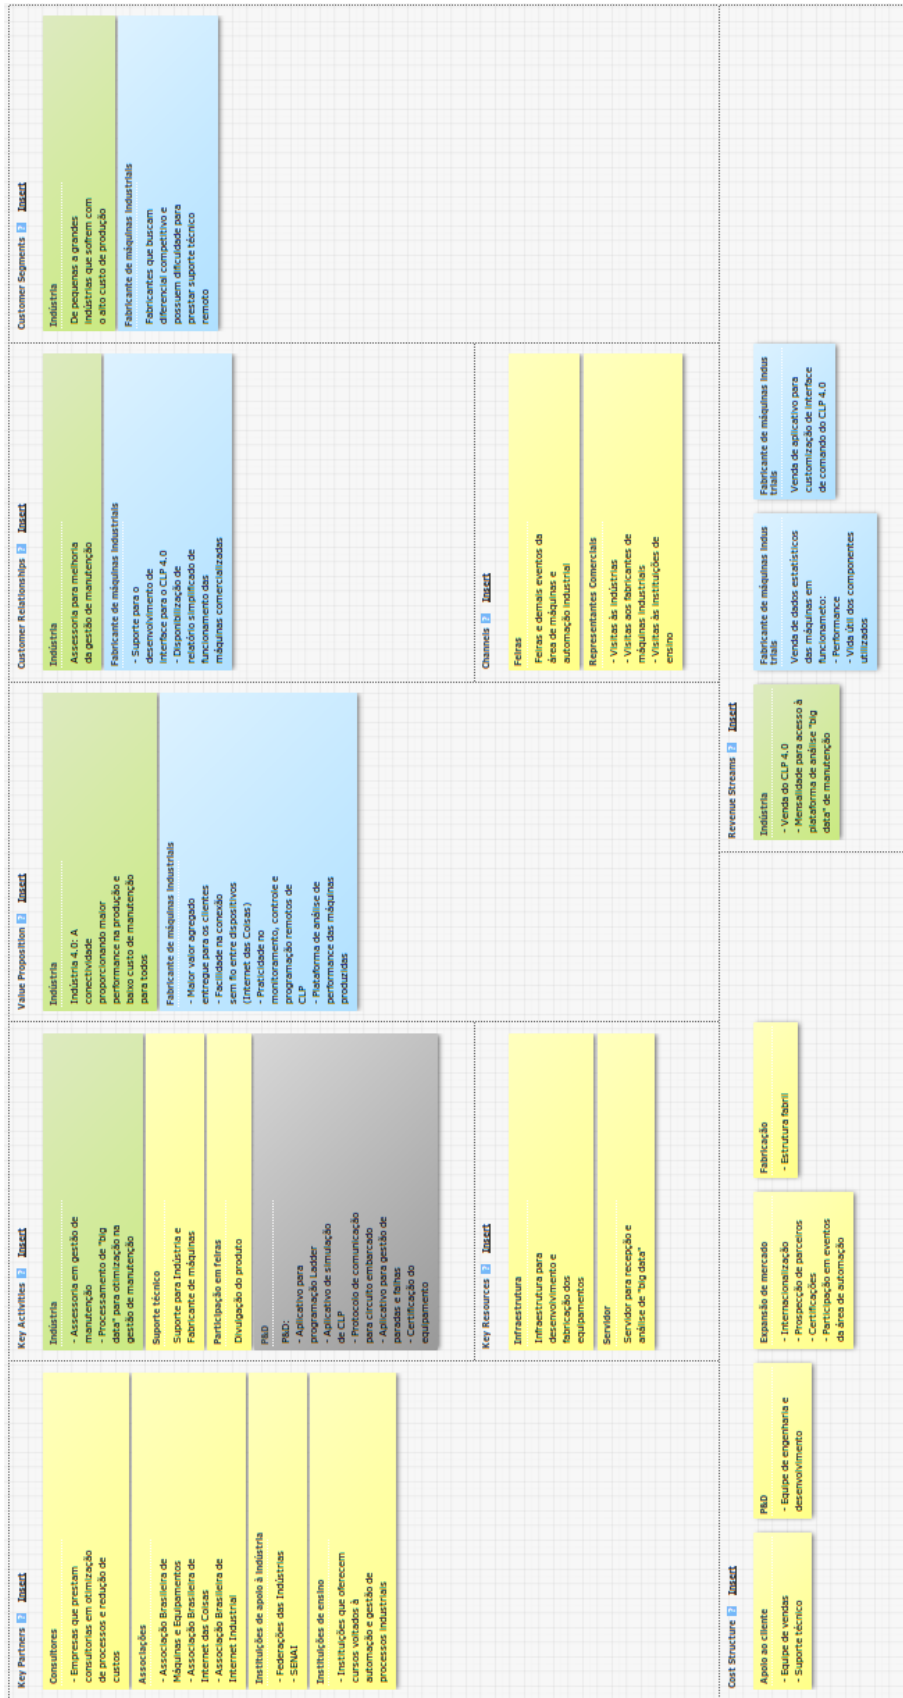 Key Partners ? Insert
Consultores
- Empresas que prestam
consultorias em otimização
de processos e redução de
custos
Associações
- Associação Brasileira de
Máquinas e Equipamentos
- Associação Brasileira de
Internet das Coisas
- Associação Brasileira de
Internet Industrial
Instituições de apoio à Indústria
- Federações das Indústrias
- SENAI
Instituições de ensino
- Instituições que oferecem
cursos voltados à
automação e gestão de
processos industriais
Key Activities ? Insert
Indústria
- Assessoria em gestão de
manutenção
- Processamento de "big
data" para otimização na
gestão de manutenção
Suporte técnico
Suporte para Indústria e
Fabricante de máquinas
Participação em feiras
Divulgação do produto
P&D
P&D:
- Aplicativo para
programação Ladder
- Aplicativo de simulação
de CLP
- Protocolo de comunicação
para circuito embarcado
- Aplicativo para gestão de
paradas e falhas
- Certificação do
equipamento
Key Resources ? Insert
Infraestrutura
Infraestrutura para
desenvolvimento e
fabricação dos
equipamentos
Servidor
Servidor para recepção e
análise de "big data"
Value Proposition ? Insert
Indústria
Indústria 4.0: A
conectividade
proporcionando maior
performance na produção e
baixo custo de manutenção
para todos
Fabricante de máquinas industriais
- Maior valor agregado
entregue para os clientes
- Facilidade na conexão
sem fio entre dispositivos
(Internet das Coisas)
- Praticidade no
monitoramento, controle e
programação remotos de
CLP
- Plataforma de análise de
performance das máquinas
produzidas
Customer Relationships ? Insert
Indústria
Assessoria para melhoria
da gestão de manutenção
Fabricante de máquinas industriais
- Suporte para o
desenvolvimento de
interface para o CLP 4.0
- Disponibilização de
relatório simplificado de
funcionamento das
máquinas comercializadas
Channels ? Insert
Feiras
Feiras e demais eventos da
área de máquinas e
automação industrial
Representantes Comerciais
- Visitas às indústrias
- Visitas aos fabricantes de
máquinas industriais
- Visitas às instituições de
ensino
Customer Segments ? Insert
Indústria
De pequenas a grandes
indústrias que sofrem com
o alto custo de produção
Fabricante de máquinas industriais
Fabricantes que buscam
diferencial competitivo e
possuem dificuldade para
prestar suporte técnico
remoto
Cost Structure ? Insert
Apoio ao cliente
- Equipe de vendas
- Suporte técnico
P&D
- Equipe de engenharia e
desenvolvimento
Expansão de mercado
- Internacionalização
- Prospecção de parceiros
- Certificações
- Participação em eventos
da área de automação
Fabricação
- Estrutura fabril
Revenue Streams ? Insert
Indústria
- Venda do CLP 4.0
- Mensalidade para acesso à
plataforma de análise "big
data" de manutenção
Fabricante de máquinas indus
triais
Venda de dados estatísticos
das máquinas em
funcionameto:
- Performance
- Vida útil dos componentes
utilizados
Fabricante de máquinas indus
triais
Venda de aplicativo para
customização de interface
de comando do CLP 4.0